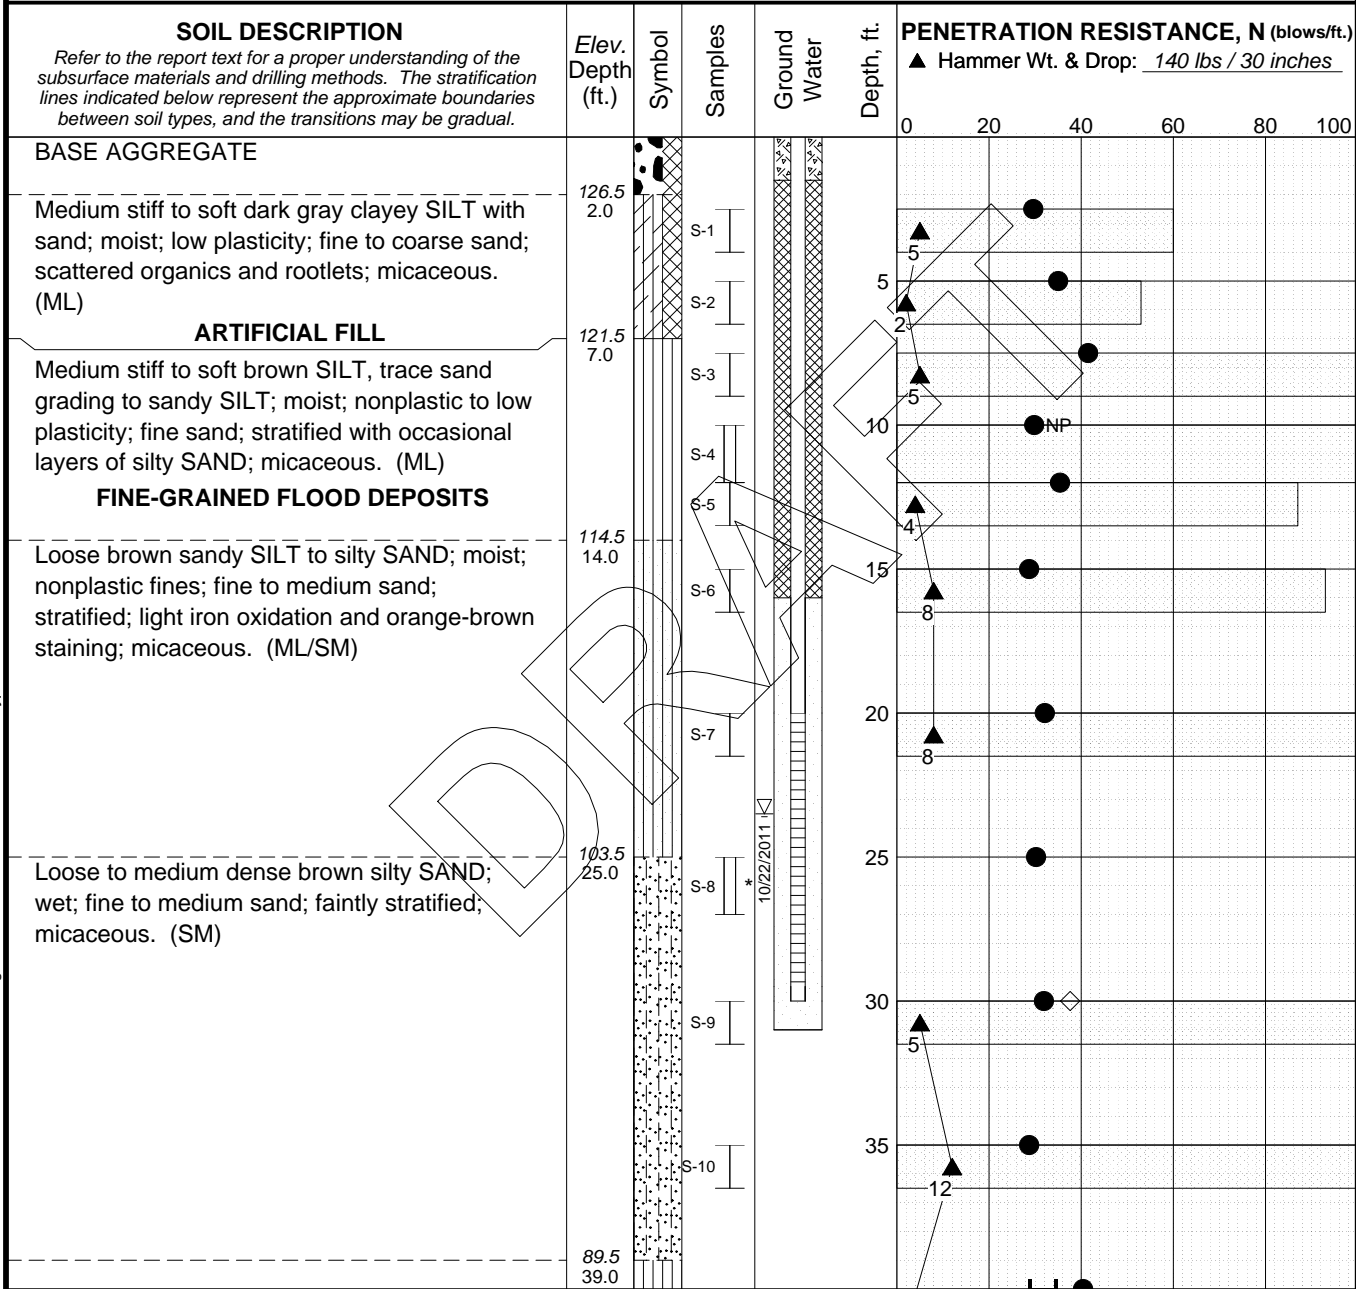 SOIL DESCRIPTION
Refer to the report text for a proper understanding of the
subsurface materials and drilling methods.  The stratification
lines indicated below represent the approximate boundaries
between soil types, and the transitions may be gradual.
Elev.
Depth
(ft.)
Symbol
Samples
Ground
Water
Depth, ft.
PENETRATION RESISTANCE, N (blows/ft.)
▲ Hammer Wt. & Drop: 140 lbs / 30 inches
0 20 40 60 80 100
BASE AGGREGATE
126.5
2.0
Medium stiff to soft dark gray clayey SILT with
sand; moist; low plasticity; fine to coarse sand;
scattered organics and rootlets; micaceous.
(ML)
ARTIFICIAL FILL
121.5
7.0
Medium stiff to soft brown SILT, trace sand
grading to sandy SILT; moist; nonplastic to low
plasticity; fine sand; stratified with occasional
layers of silty SAND; micaceous.  (ML)
FINE-GRAINED FLOOD DEPOSITS
114.5
14.0
Loose brown sandy SILT to silty SAND; moist;
nonplastic fines; fine to medium sand;
stratified; light iron oxidation and orange-brown
staining; micaceous.  (ML/SM)
103.5
25.0
Loose to medium dense brown silty SAND;
wet; fine to medium sand; faintly stratified;
micaceous.  (SM)
89.5
39.0
S-1
S-2
S-3
S-4
S-5
S-6
S-7
S-8
*
S-9
S-10
10/22/2011
5
10
15
20
25
30
35
5
2
5
NP
4
8
8
5
12
DRAFT